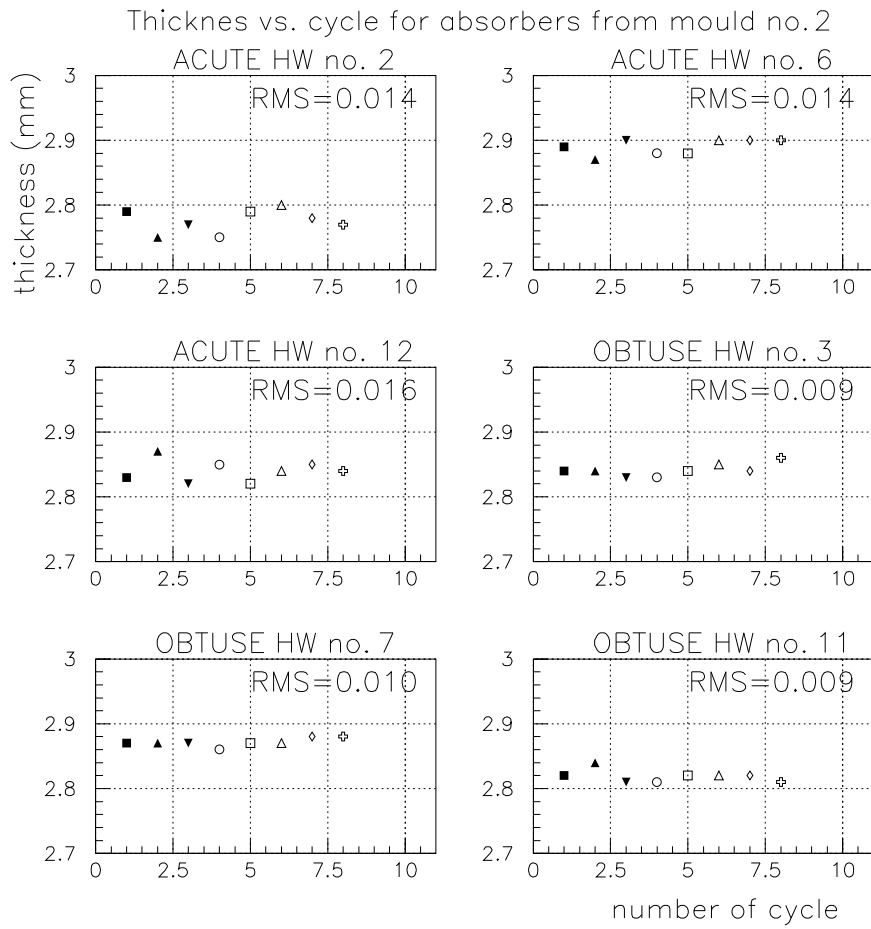 Thicknes vs. cycle for absorbers from mould no.2
ACUTE HW no. 2
RMS=0.014
thickness (mm)
3
2.9
2.8
2.7
0 2.5 5 7.5 10
ACUTE HW no. 6
RMS=0.014
3
2.9
2.8
2.7
0 2.5 5 7.5 10
ACUTE HW no. 12
RMS=0.016
3
2.9
2.8
2.7
0 2.5 5 7.5 10
OBTUSE HW no. 3
RMS=0.009
3
2.9
2.8
2.7
0 2.5 5 7.5 10
OBTUSE HW no. 7
RMS=0.010
3
2.9
2.8
2.7
0 2.5 5 7.5 10
OBTUSE HW no. 11
RMS=0.009
3
2.9
2.8
2.7
0 2.5 5 7.5 10
number of cycle